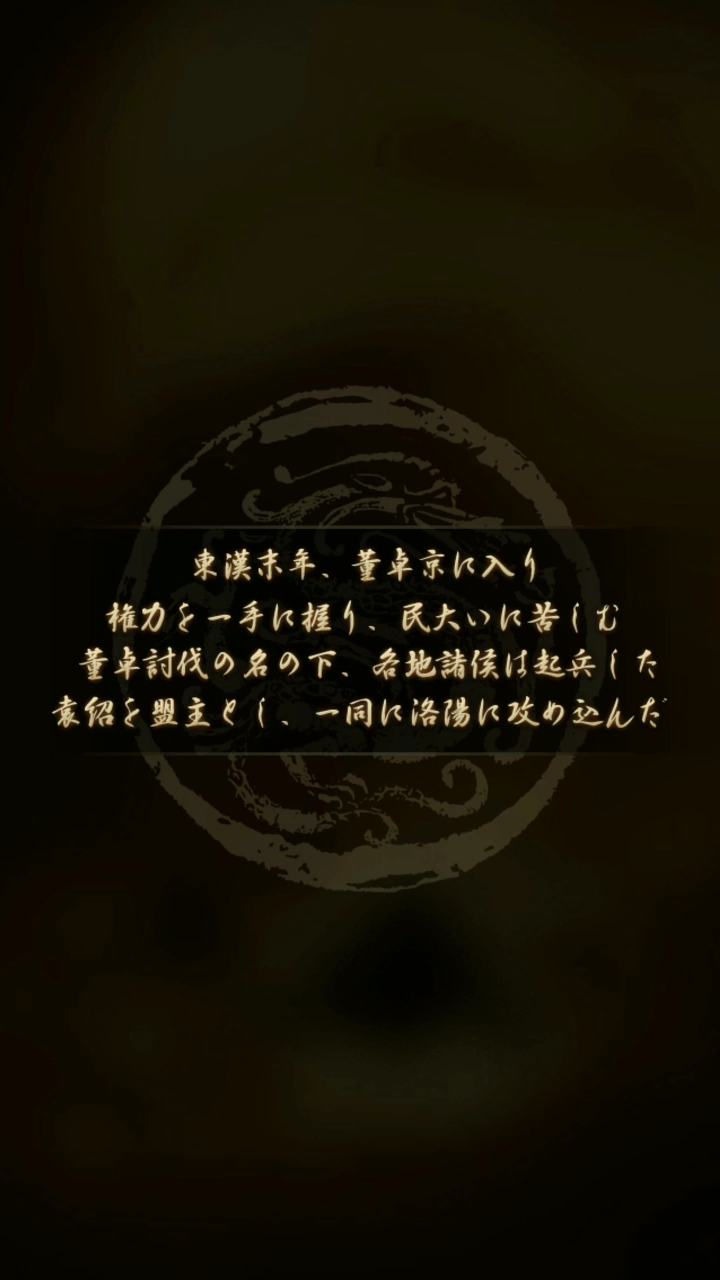 東漢末年、董卓京に入り
権力を一手に握り、民大いに苦しむ
董卓討伐の名の下、各地諸侯は起兵した
袁紹を盟主とし、一同に洛陽に攻め込んだ